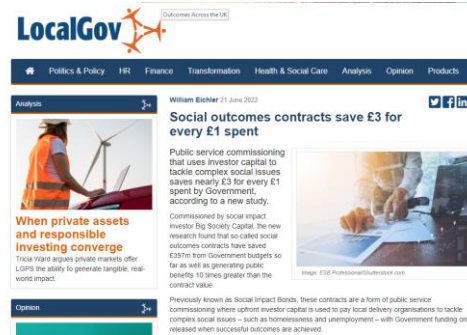 LocalGov
Outcomes Across the UK
Politics & Policy HR Finance Transformation Health & Social Care Analysis Opinion Products
Analysis
When private assets
and responsible
investing converge
Tricia Ward argues private markets offer
LGPS the ability to generate tangible, real-
world impact.
Opinion
William Eichler 21 June 2022
Social outcomes contracts save £3 for
every £1 spent
Public service commissioning
that uses investor capital to
tackle complex social issues
saves nearly £3 for every £1
spent by Government,
according to a new study.
Commissioned by social impact
investor Big Society Capital, the new
research found that so-called social
outcomes contracts have saved
£397m from Government budgets so
far as well as generating public
benefits 10 times greater than the
contract value.
Image: ESB Professional/Shutterstock.com
Previously known as Social Impact Bonds, these contracts are a form of public service
commissioning where upfront investor capital is used to pay local delivery organisations to tackle
complex social issues – such as homelessness and unemployment – with Government funding only
released when successful outcomes are achieved.